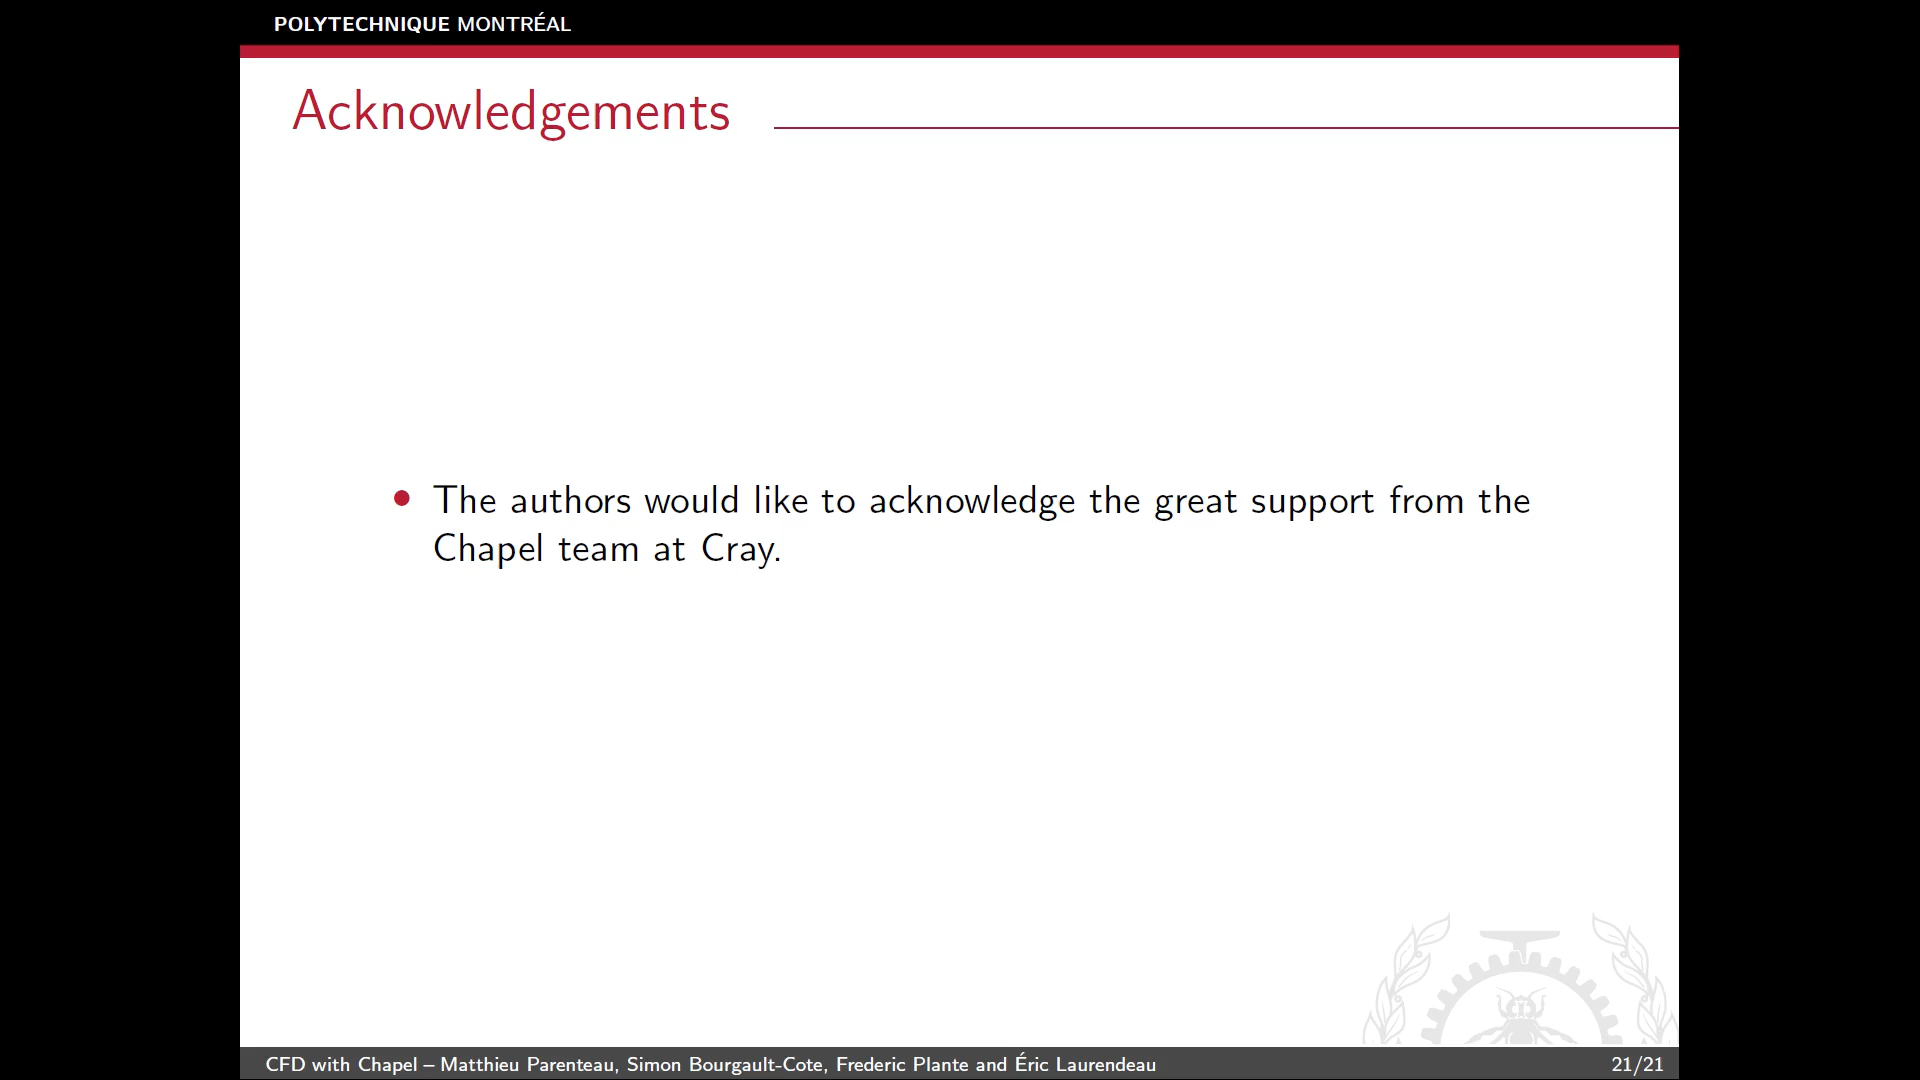 POLYTECHNIQUE MONTRÉAL
Acknowledgements
• The authors would like to acknowledge the great support from the
Chapel team at Cray.
CFD with Chapel – Matthieu Parenteau, Simon Bourgault-Cote, Frederic Plante and Éric Laurendeau 21/21